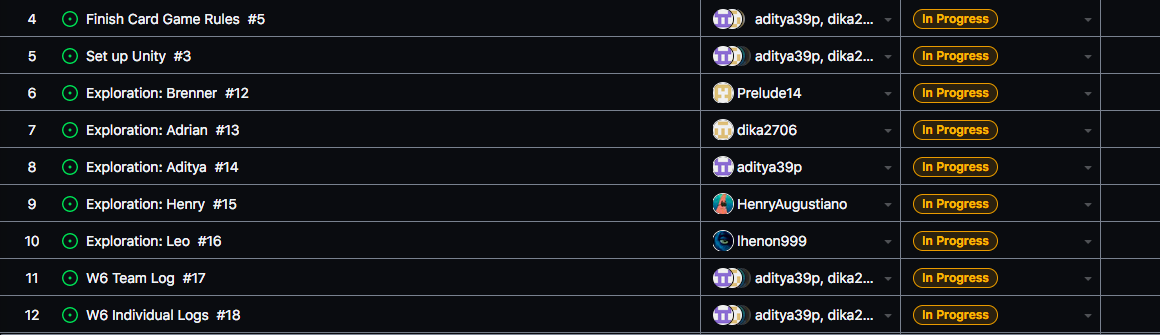 4 Finish Card Game Rules #5 aditya39p, dika2... In Progress
5 Set up Unity #3 aditya39p, dika2... In Progress
6 Exploration: Brenner #12 Prelude14 In Progress
7 Exploration: Adrian #13 dika2706 In Progress
8 Exploration: Aditya #14 aditya39p In Progress
9 Exploration: Henry #15 HenryAugustiano In Progress
10 Exploration: Leo #16 lhenon999 In Progress
11 W6 Team Log #17 aditya39p, dika2... In Progress
12 W6 Individual Logs #18 aditya39p, dika2... In Progress